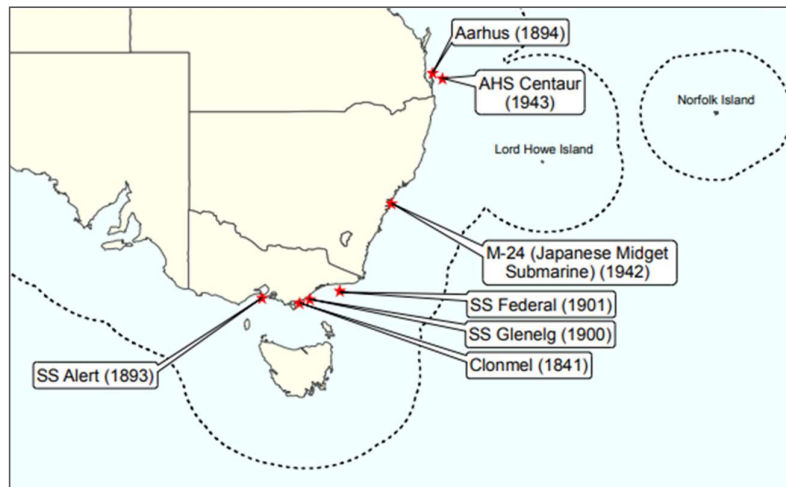 Aarhus (1894)
AHS Centaur
(1943)
Norfolk Island
Lord Howe Island
M-24 (Japanese Midget
Submarine) (1942)
SS Federal (1901)
SS Glenelg (1900)
Clonmel (1841)
SS Alert (1893)